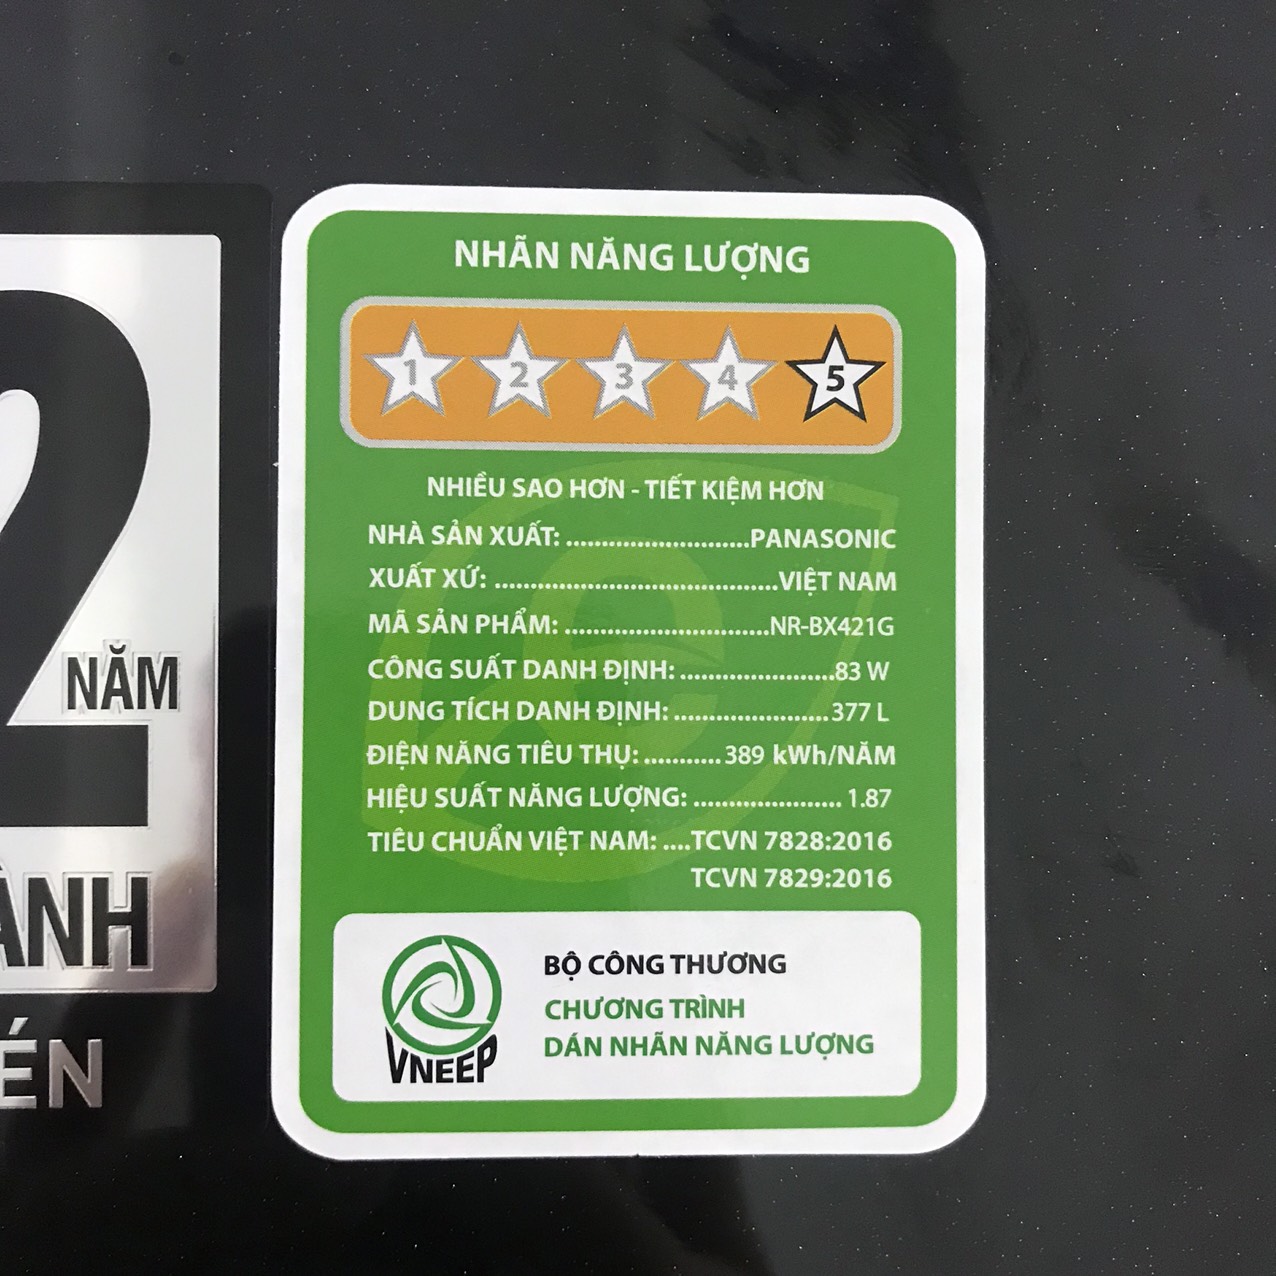 NHÃN NĂNG LƯỢNG
1 2 3 4 5
NHIỀU SAO HƠN - TIẾT KIỆM HƠN
NHÀ SẢN XUẤT: ..........................PANASONIC
XUẤT XỨ: ........................................VIỆT NAM
MÃ SẢN PHẨM: .............................NR-BX421G
CÔNG SUẤT DANH ĐỊNH: ......................83 W
DUNG TÍCH DANH ĐỊNH: ......................377 L
ĐIỆN NĂNG TIÊU THỤ: ...........389 kWh/NĂM
HIỆU SUẤT NĂNG LƯỢNG: ..................... 1.87
TIÊU CHUẨN VIỆT NAM: ....TCVN 7828:2016
TCVN 7829:2016
VNEEP
BỘ CÔNG THƯƠNG
CHƯƠNG TRÌNH
DÁN NHÃN NĂNG LƯỢNG
2
NĂM
ÀNH
ÉN